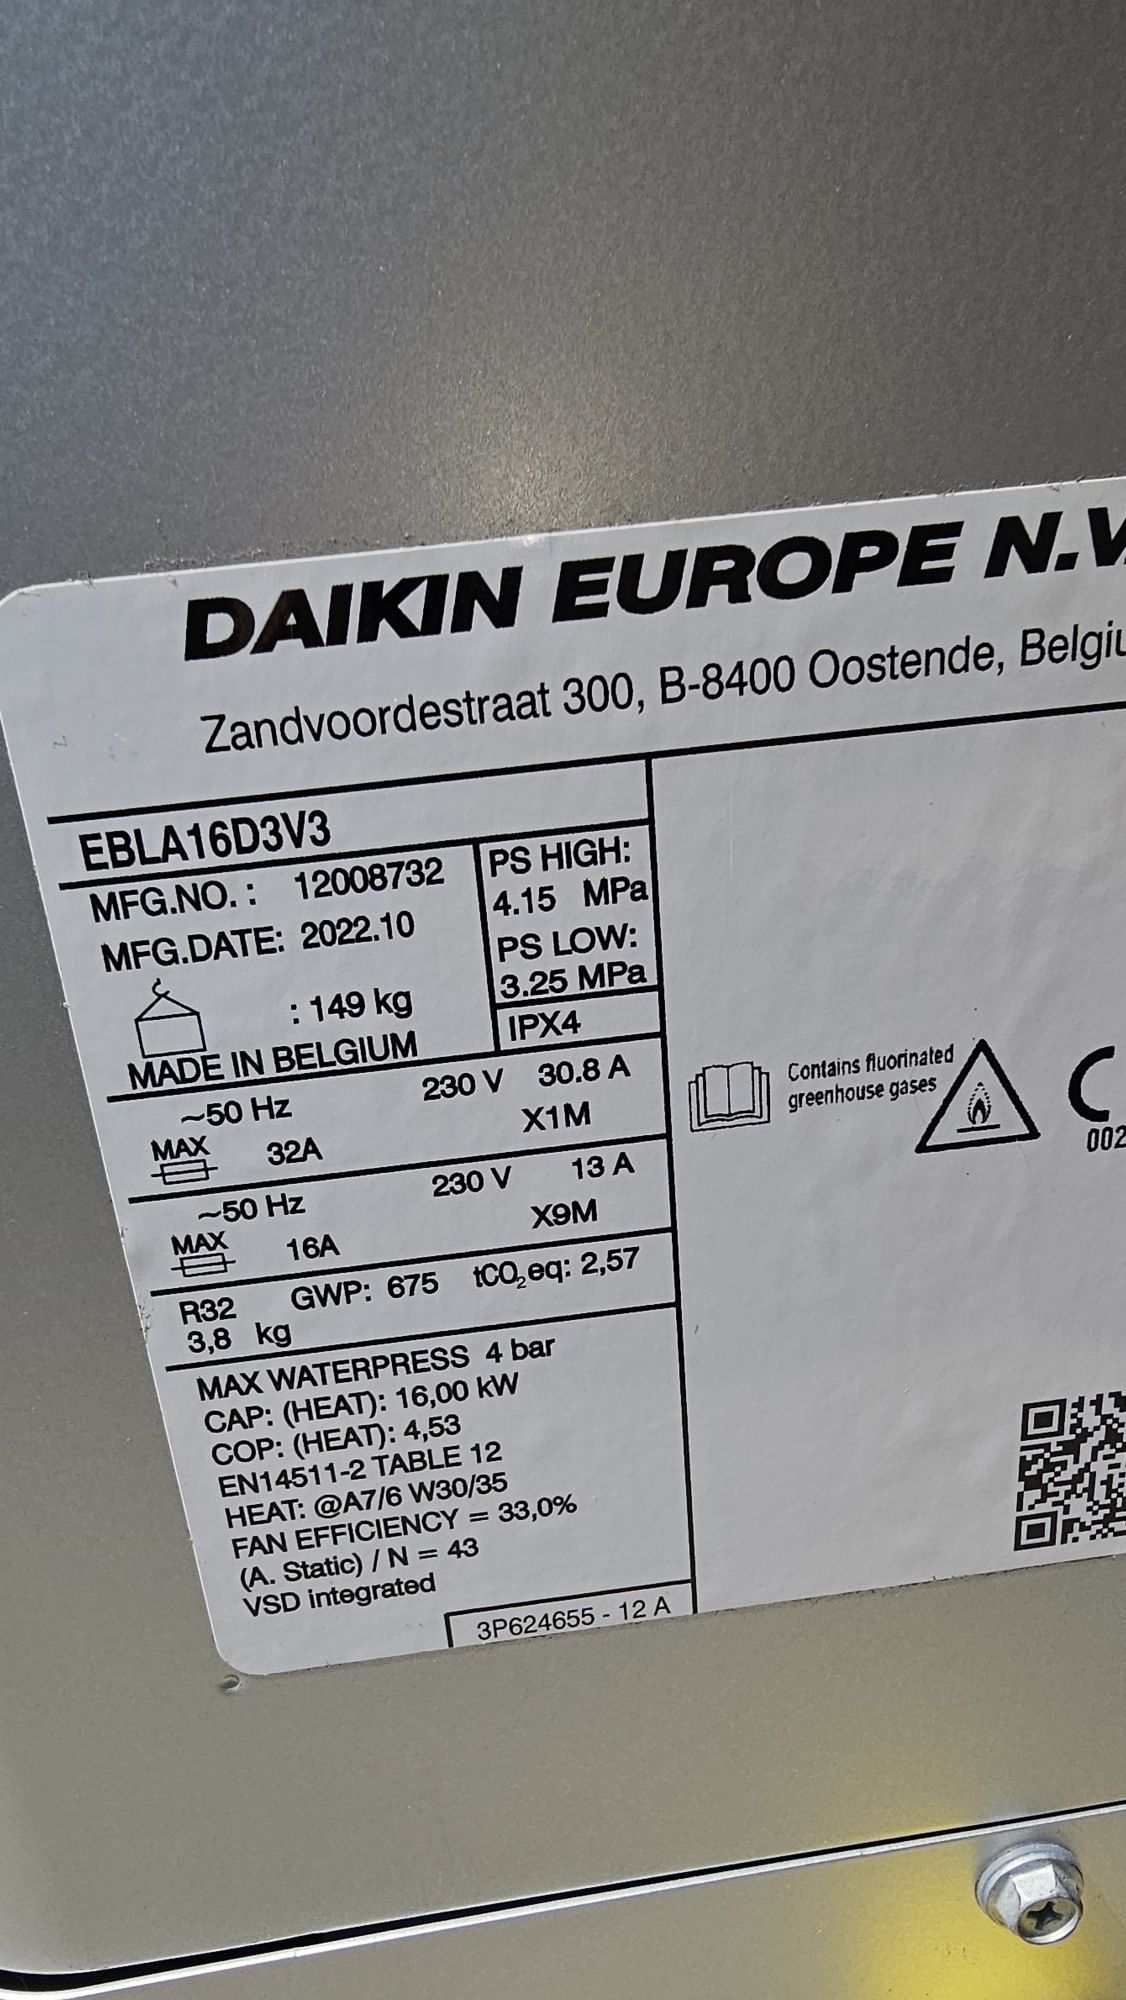 DAIKIN EUROPE N.V.
Zandvoordestraat 300, B-8400 Oostende, Belgiu
EBLA16D3V3
MFG.NO. : 12008732
MFG.DATE: 2022.10
: 149 kg
MADE IN BELGIUM
PS HIGH:
4.15 MPa
PS LOW:
3.25 MPa
IPX4
~50 Hz 230 V 30.8 A
MAX 32A X1M
~50 Hz 230 V 13 A
MAX 16A X9M
R32 GWP: 675 tCO₂eq: 2,57
3,8 kg
MAX WATERPRESS 4 bar
CAP: (HEAT): 16,00 kW
COP: (HEAT): 4,53
EN14511-2 TABLE 12
HEAT: @A7/6 W30/35
FAN EFFICIENCY = 33,0%
(A. Static) / N = 43
VSD integrated
3P624655 - 12 A
Contains fluorinated
greenhouse gases
C
002